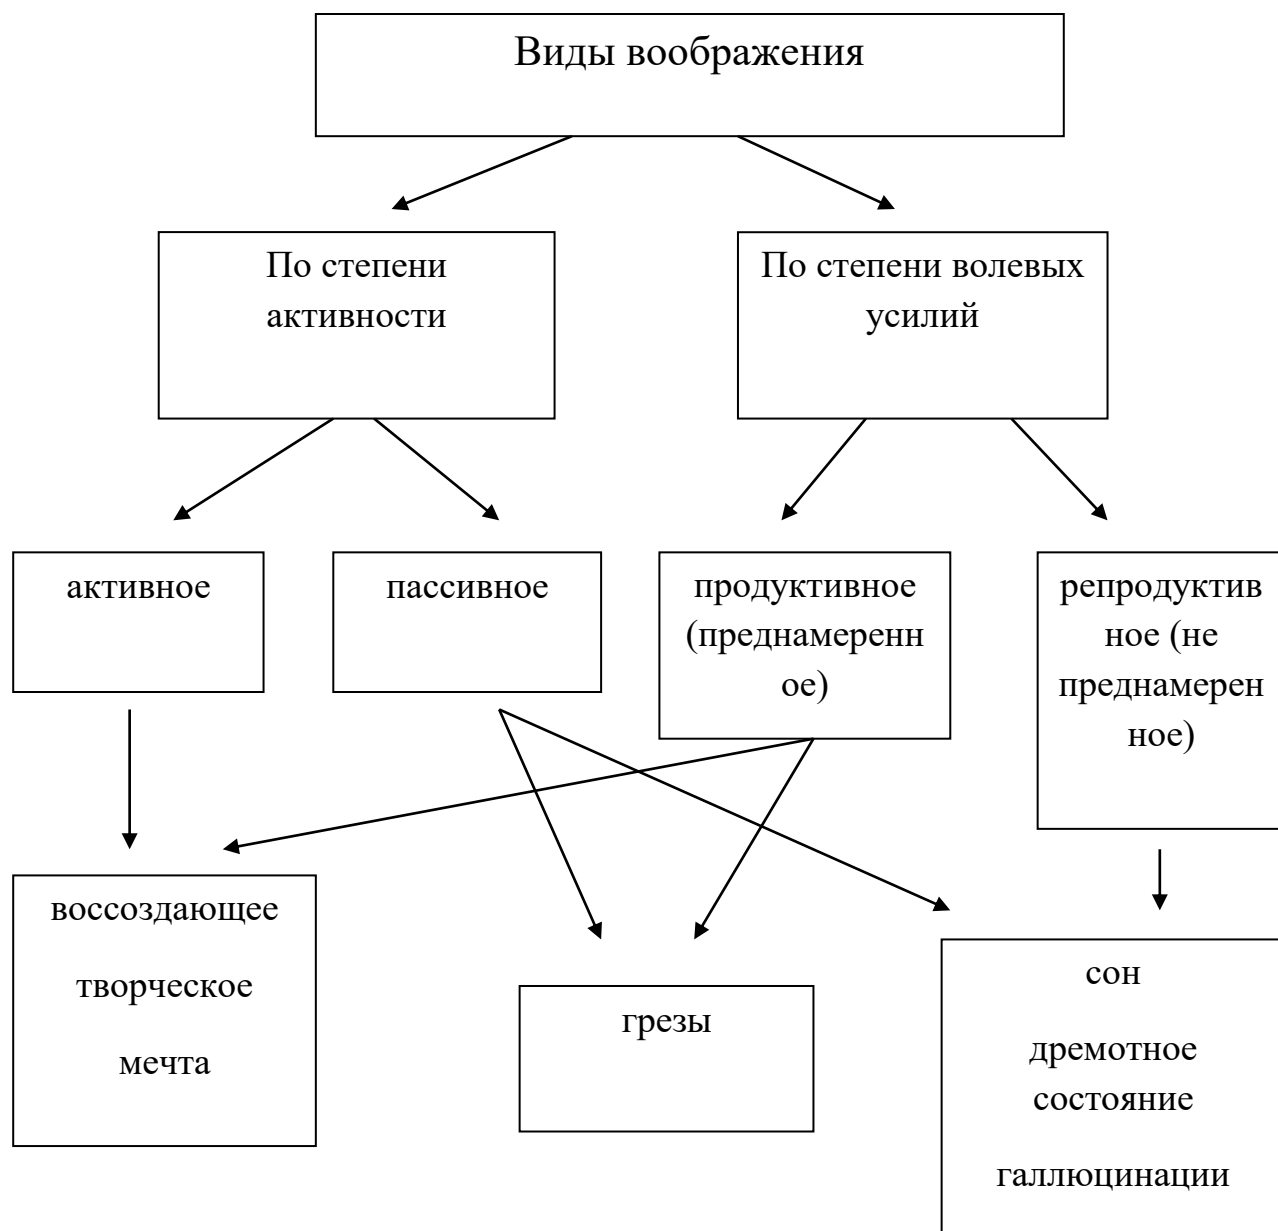 Виды воображения
По степени
активности
По степени волевых
усилий
активное
пассивное
продуктивное
(преднамеренн
ое)
репродуктив
ное (не
преднамерен
ное)
воссоздающее
творческое
мечта
грезы
сон
дремотное
состояние
галлюцинации